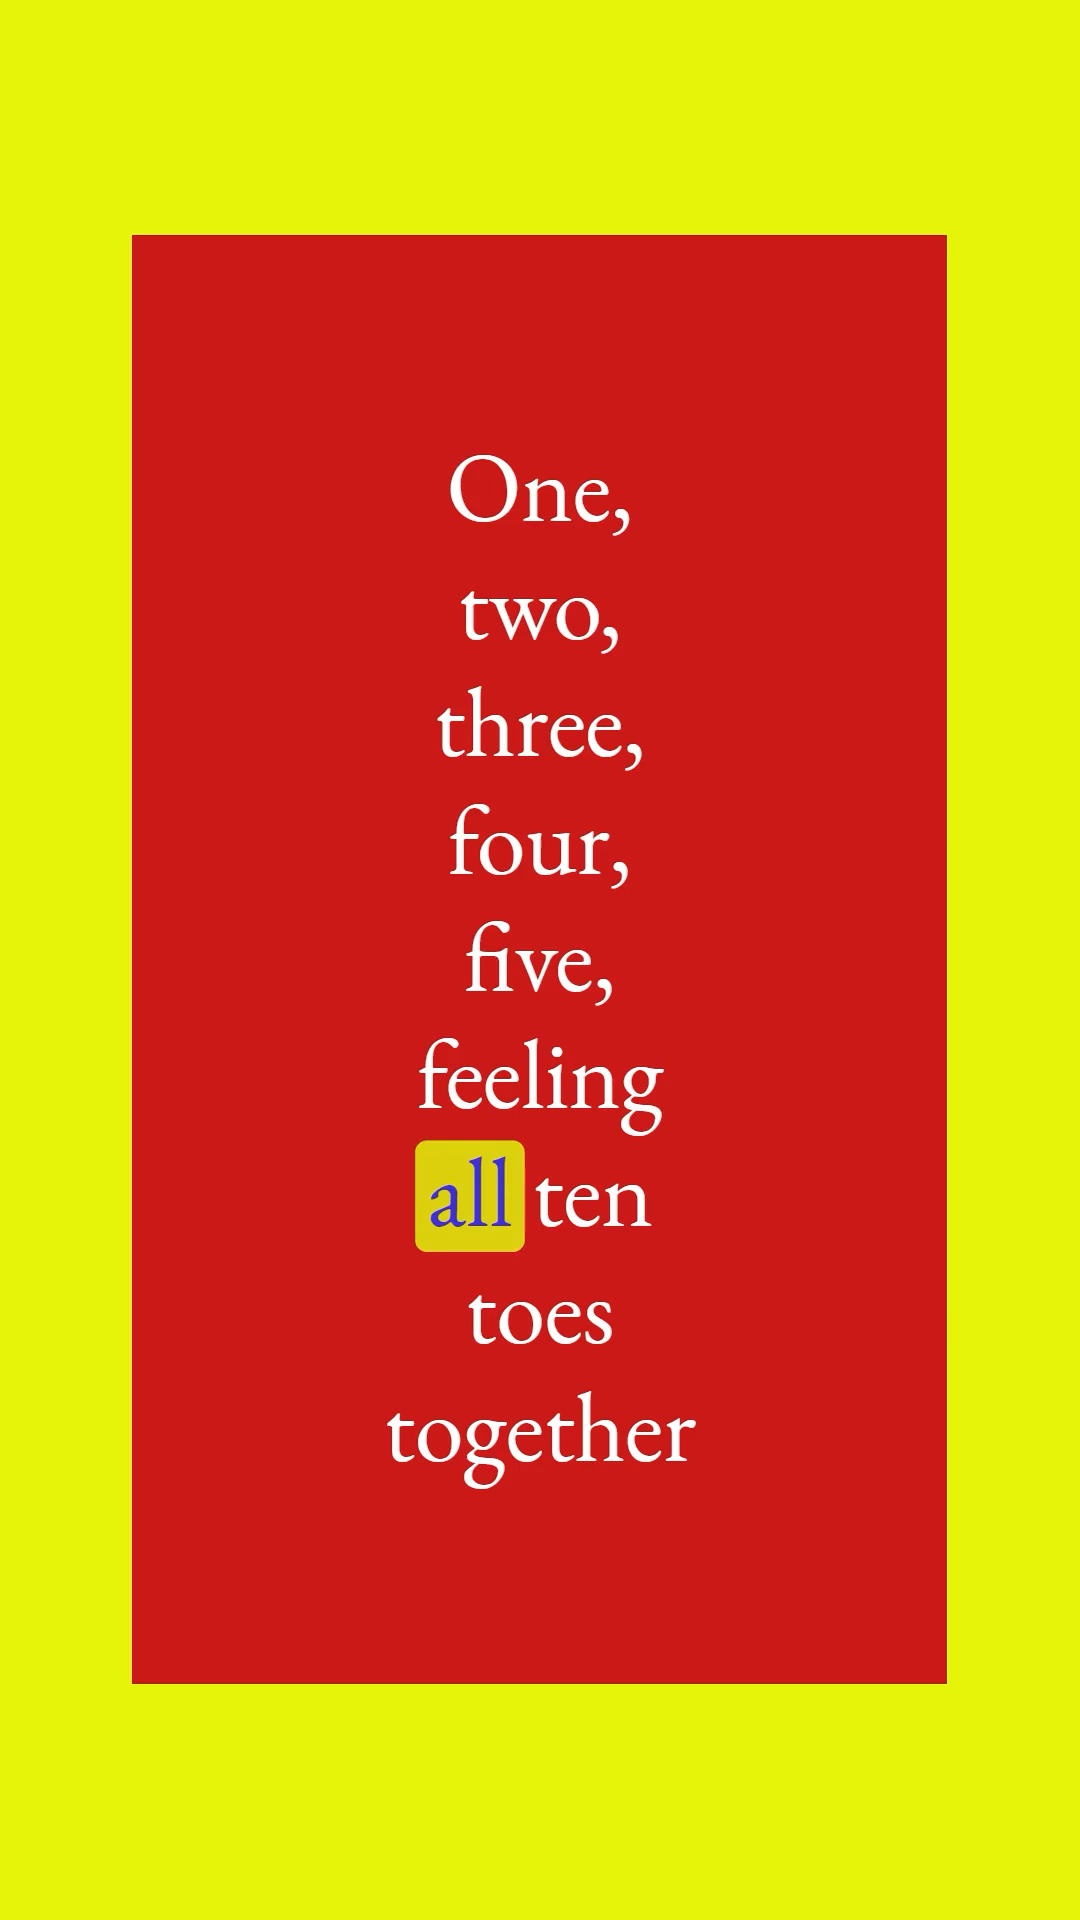 One,
two,
three,
four,
five,
feeling
all ten
toes
together